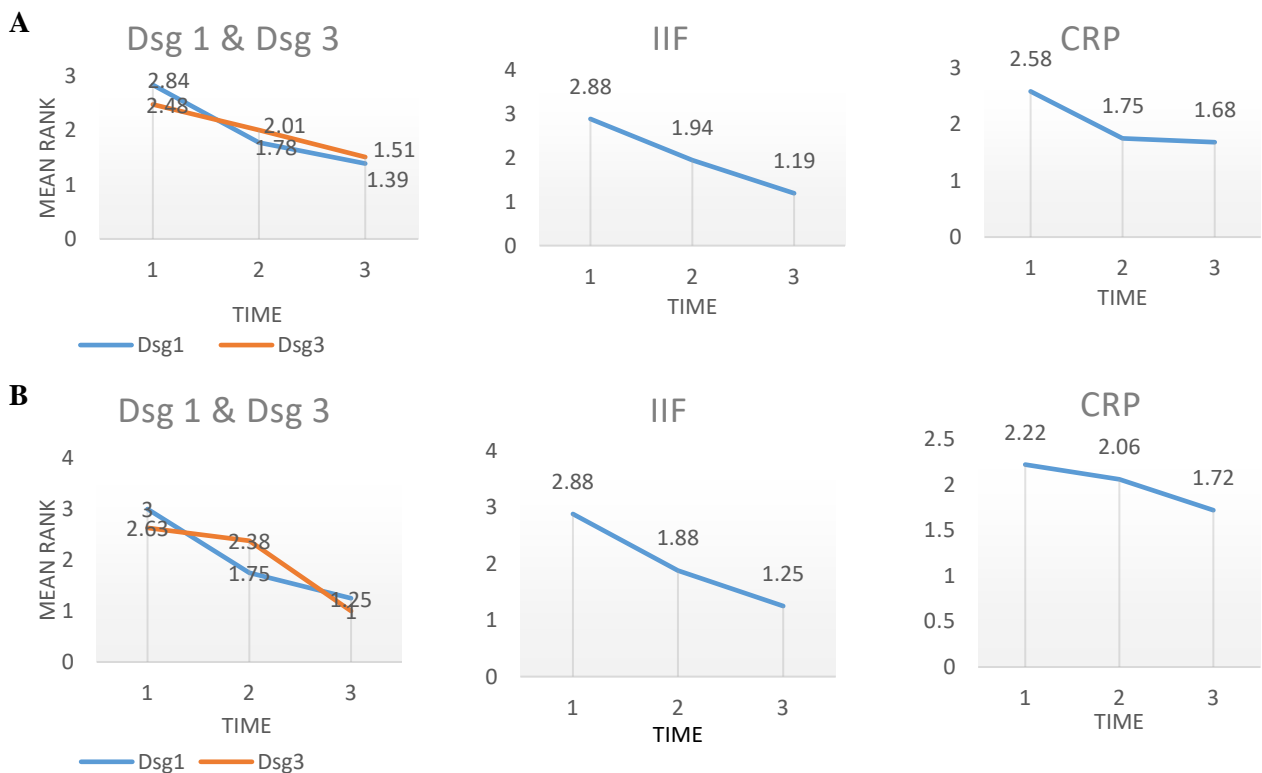 A
Dsg 1 & Dsg 3
MEAN RANK
3
2
1
0
2.84
2.48
2.01
1.78
1.51
1.39
1 2 3
TIME
Dsg1 Dsg3
IIF
4
3
2
1
0
2.88
1.94
1.19
1 2 3
TIME
CRP
3
2
1
0
2.58
1.75
1.68
1 2 3
TIME
B
Dsg 1 & Dsg 3
MEAN RANK
4
3
2
1
0
3
2.63
2.38
1.75
1.25
1
1 2 3
TIME
Dsg1 Dsg3
IIF
4
3
2
1
0
2.88
1.88
1.25
1 2 3
TIME
CRP
2.5
2
1.5
1
0.5
0
2.22
2.06
1.72
1 2 3
TIME